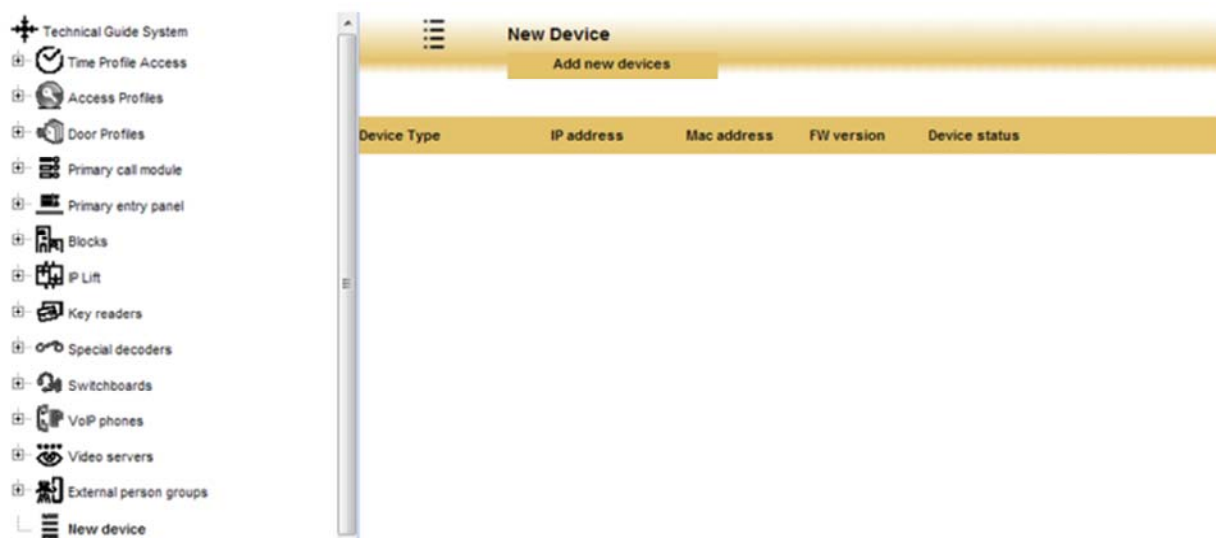 Technical Guide System
Time Profile Access
Access Profiles
Door Profiles
Primary call module
Primary entry panel
Blocks
IP Lift
Key readers
Special decoders
Switchboards
VoIP phones
Video servers
External person groups
New device
New Device
Add new devices
Device Type IP address Mac address FW version Device status